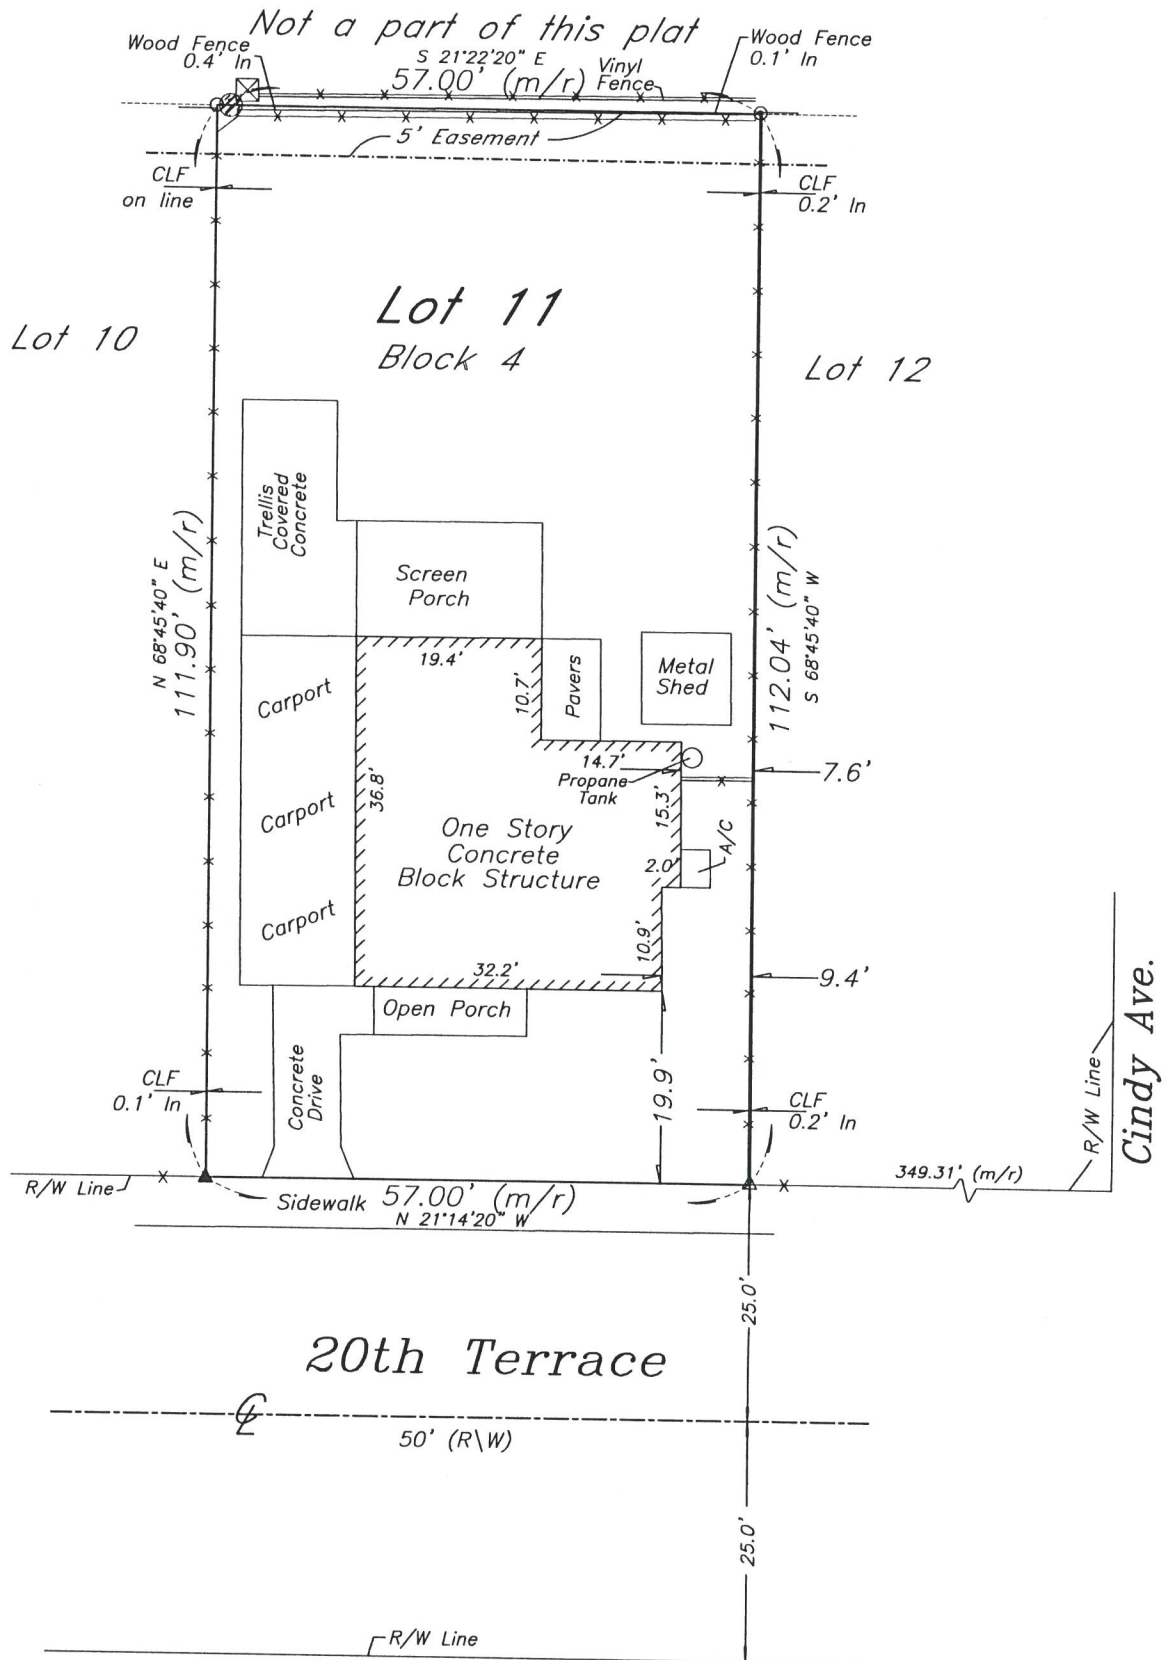 Not a part of this plat
Wood Fence
0.4' In
S 21°22'20" E
57.00' (m/r)
Vinyl
Fence
Wood Fence
0.1' In
5' Easement
CLF
on line
CLF
0.2' In
Lot 11
Block 4
Lot 10
Lot 12
Trellis
Covered
Concrete
N 68°45'40" E
111.90' (m/r)
112.04' (m/r)
S 68°45'40" W
Screen
Porch
19.4'
10.7'
Pavers
Metal
Shed
Carport
36.8'
14.7'
Propane
Tank
15.3'
7.6'
Carport
One Story
Concrete
Block Structure
2.0'
A/C
Carport
10.9'
32.2'
9.4'
Open Porch
Concrete
Drive
19.9'
CLF
0.1' In
CLF
0.2' In
R/W Line
Cindy Ave.
R/W Line
Sidewalk
57.00' (m/r)
N 21°14'20" W
349.31' (m/r)
25.0'
20th Terrace
C L
50' (R\W)
25.0'
R/W Line